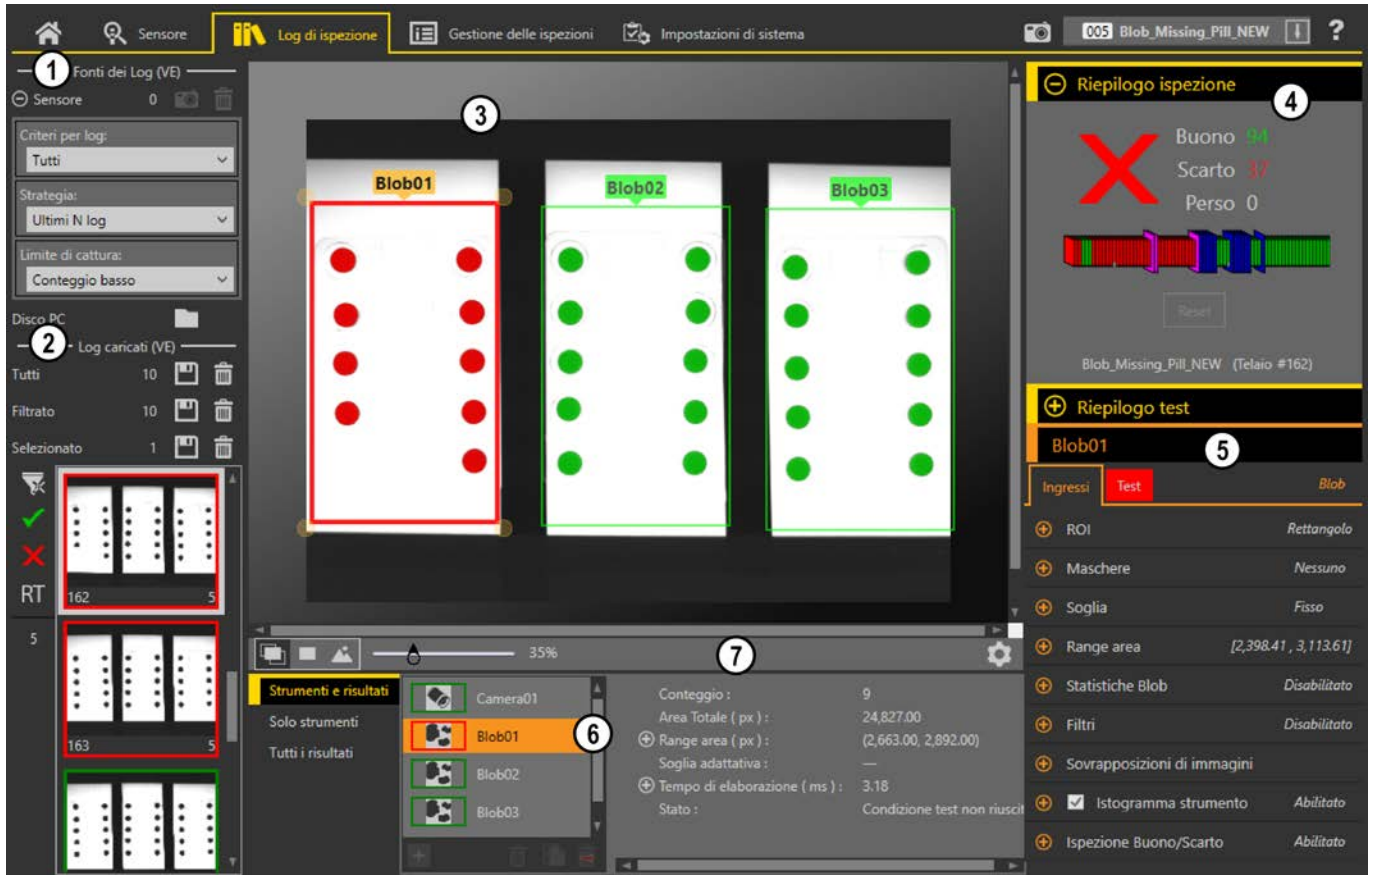 Sensore
Log di ispezione
Gestione delle ispezioni
Impostazioni di sistema
005 Blob_Missing_Pill_NEW
?
1
Fonti dei Log (VE)
Sensore 0
Criteri per log:
Tutti
Strategia:
Ultimi N log
Limite di cattura:
Conteggio basso
Disco PC
2
Log caricati (VE)
Tutti 10
Filtrato 10
Selezionato 1
RT
5
162 5
163 5
3
Blob01
Blob02
Blob03
35%
7
Strumenti e risultati
Solo strumenti
Tutti i risultati
Camera01
Blob01
6
Blob02
Blob03
Conteggio : 9
Area Totale ( px ) : 24,827.00
Range area ( px ) : (2,663.00, 2,892.00)
Soglia adattativa : —
Tempo di elaborazione ( ms ) : 3.18
Stato : Condizione test non riuscit
Riepilogo ispezione
4
Buono 94
Scarto 37
Perso 0
Reset
Blob_Missing_Pill_NEW (Telaio #162)
Riepilogo test
Blob01
5
Ingressi Test Blob
ROI Rettangolo
Maschere Nessuno
Soglia Fisso
Range area [2,398.41 , 3,113.61]
Statistiche Blob Disabilitato
Filtri Disabilitato
Sovrapposizioni di immagini
Istogramma strumento Abilitato
Ispezione Buono/Scarto Abilitato